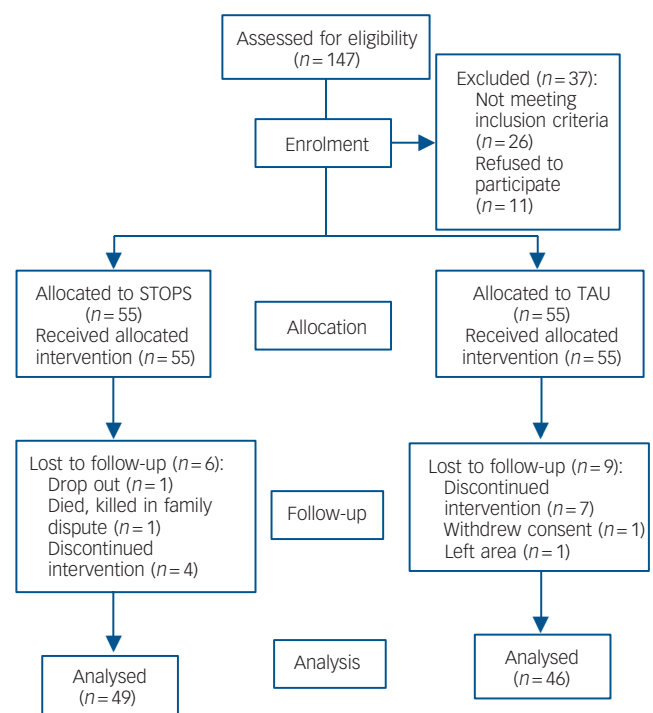 Assessed for eligibility
(n=147)
Excluded (n=37):
Not meeting
inclusion criteria
(n=26)
Refused to
participate
(n=11)
Enrolment
Allocated to STOPS
(n=55)
Received allocated
intervention (n=55)
Allocation
Allocated to TAU
(n=55)
Received allocated
intervention (n=55)
Lost to follow-up (n=6):
Drop out (n=1)
Died, killed in family
dispute (n=1)
Discontinued
intervention (n=4)
Follow-up
Lost to follow-up (n=9):
Discontinued
intervention (n=7)
Withdrew consent (n=1)
Left area (n=1)
Analysed
(n=49)
Analysis
Analysed
(n=46)